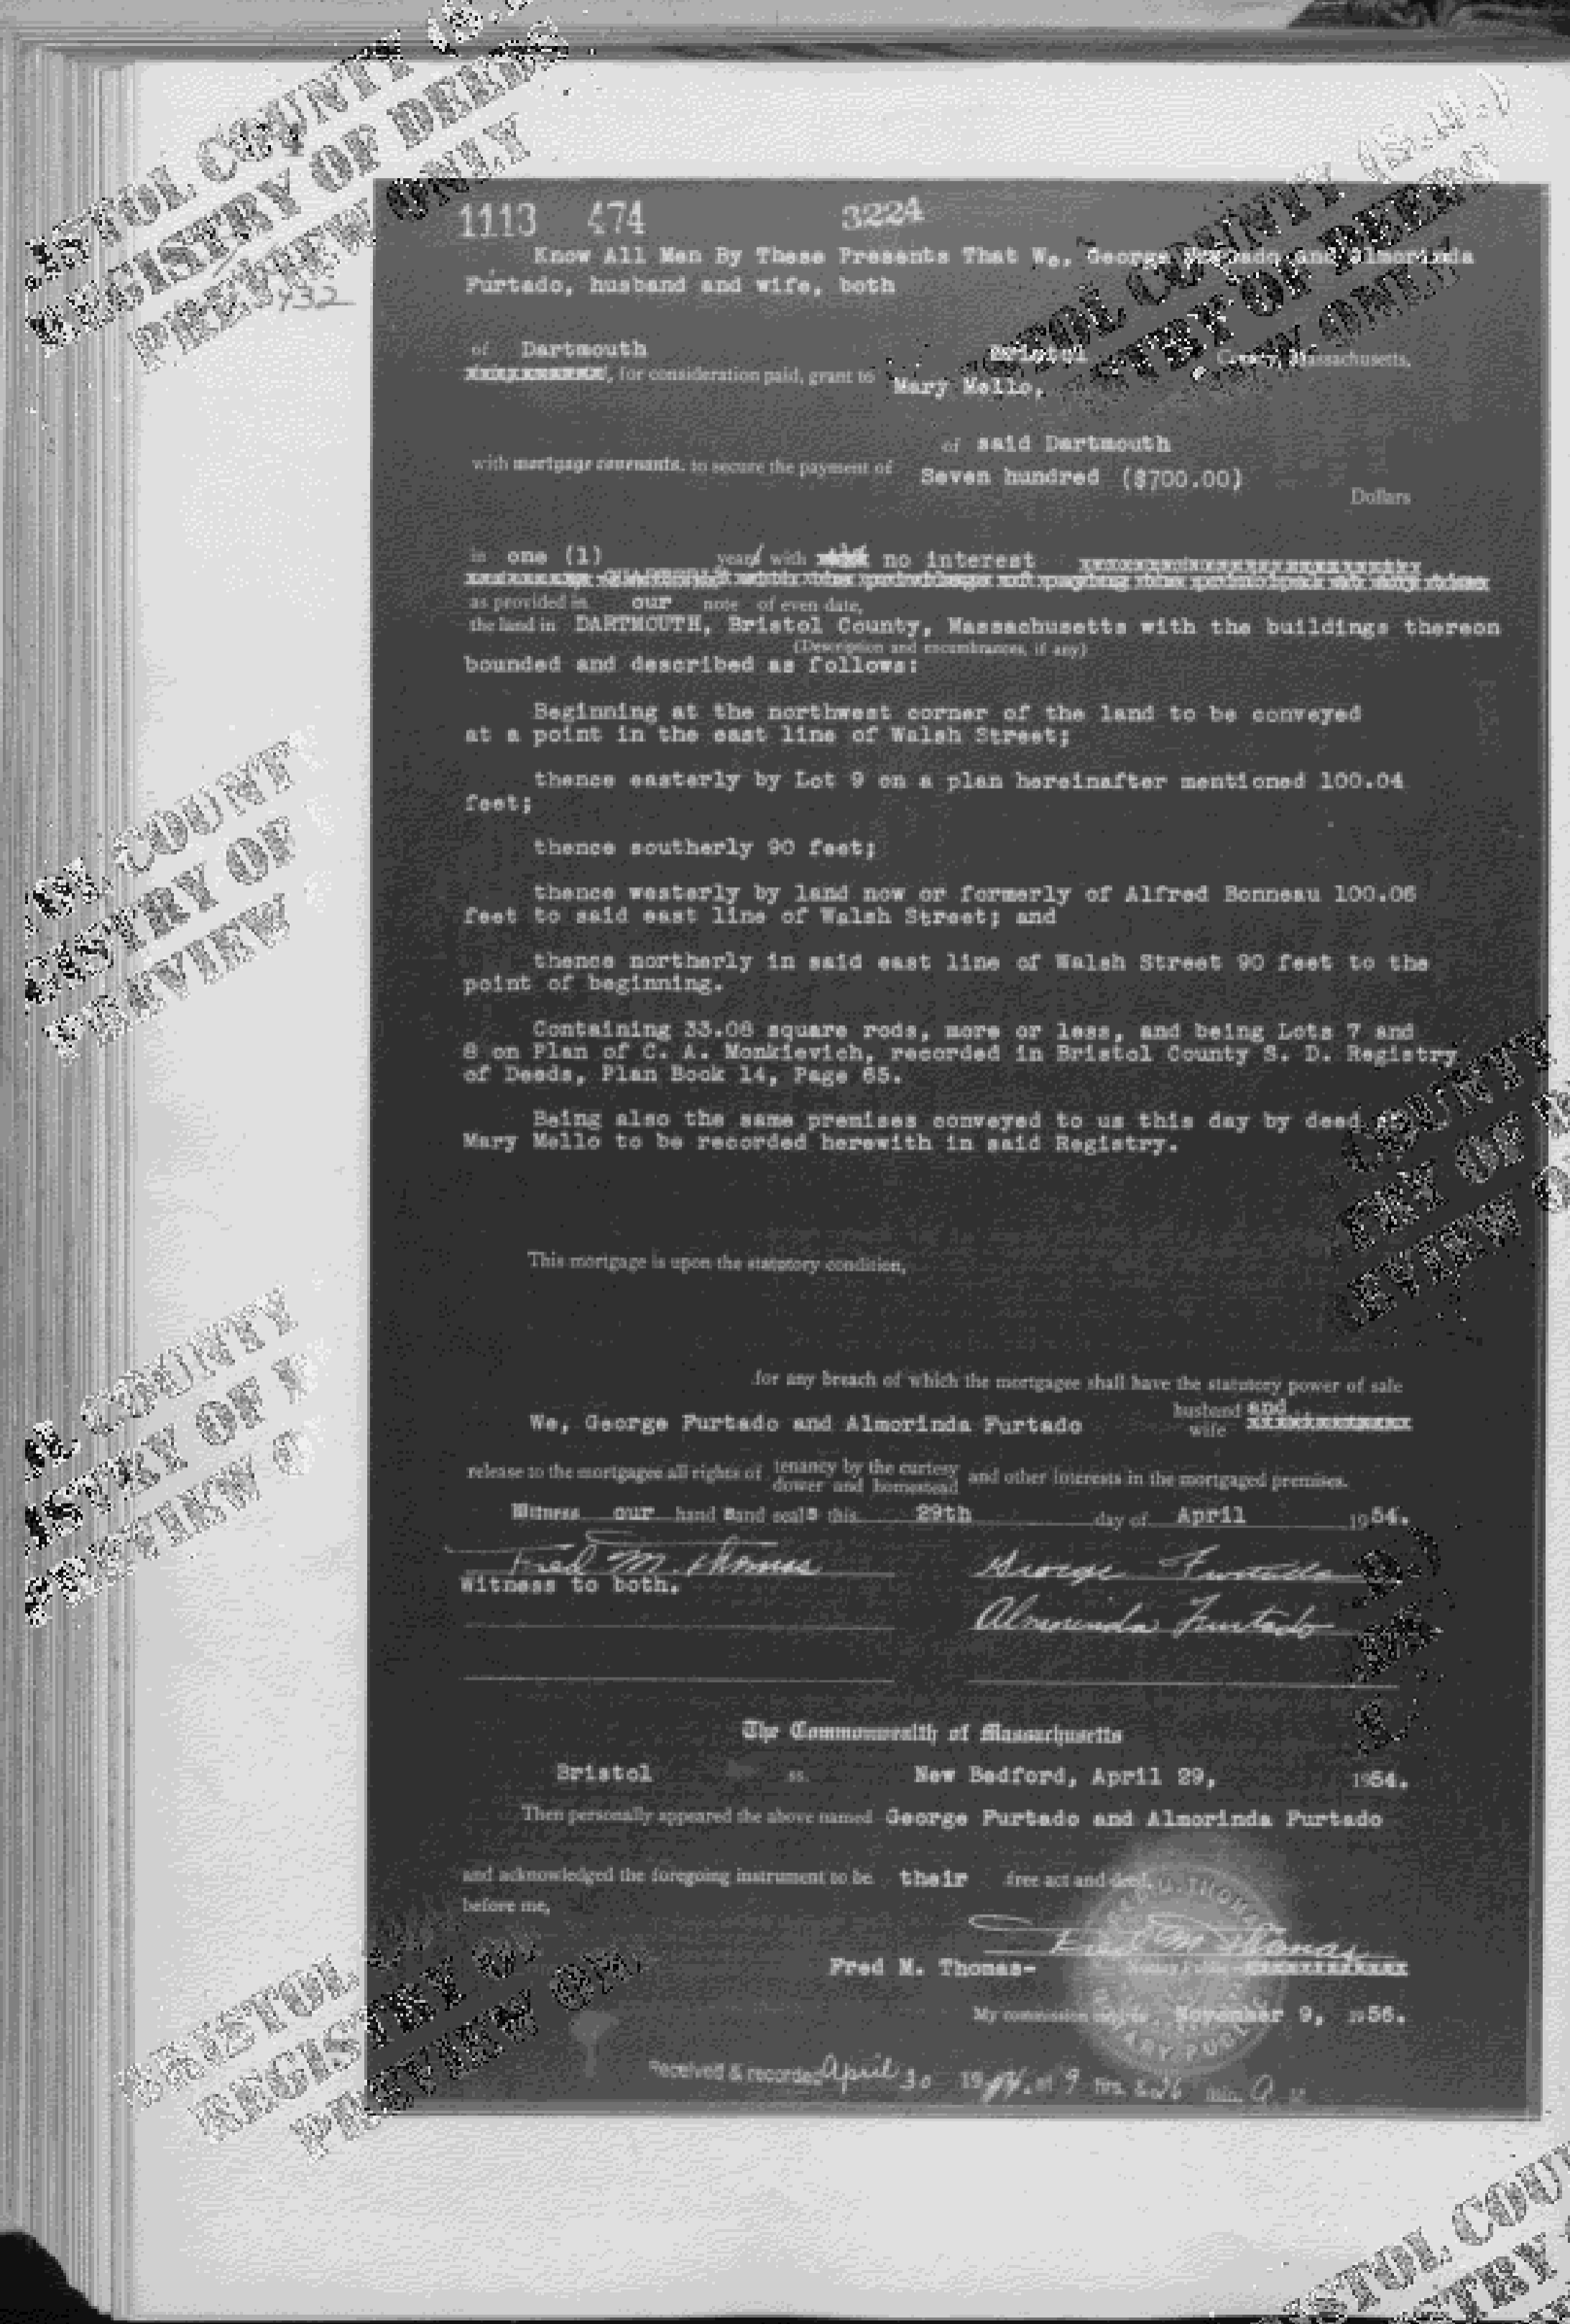 1113 474 3224
Know All Men By These Presents That We, George Furtado and Almorinda
Furtado, husband and wife, both
of Dartmouth Bristol County, Massachusetts,
for consideration paid, grant to Mary Mello,
of said Dartmouth
with mortgage covenants, to secure the payment of Seven hundred ($700.00)
Dollars
in one (1) year with no interest
as provided in our note of even date,
the land in DARTMOUTH, Bristol County, Massachusetts with the buildings thereon
(Description and encumbrances, if any)
bounded and described as follows:
Beginning at the northwest corner of the land to be conveyed
at a point in the east line of Walsh Street;
thence easterly by Lot 9 on a plan hereinafter mentioned 100.04
feet;
thence southerly 90 feet;
thence westerly by land now or formerly of Alfred Bonneau 100.06
feet to said east line of Walsh Street; and
thence northerly in said east line of Walsh Street 90 feet to the
point of beginning.
Containing 33.08 square rods, more or less, and being Lots 7 and
8 on Plan of C. A. Monkievich, recorded in Bristol County S. D. Registry
of Deeds, Plan Book 14, Page 65.
Being also the same premises conveyed to us this day by deed of
Mary Mello to be recorded herewith in said Registry.
This mortgage is upon the statutory condition,
for any breach of which the mortgagee shall have the statutory power of sale
We, George Furtado and Almorinda Furtado husband and
wife
release to the mortgagee all rights of tenancy by the curtesy and other interests in the mortgaged premises.
dower and homestead
Witness our hand sand seals this 29th day of April 1954.
Fred M. Thomas George Furtado
Witness to both.
Almorinda Furtado
The Commonwealth of Massachusetts
Bristol ss. New Bedford, April 29, 1954.
Then personally appeared the above named George Furtado and Almorinda Furtado
and acknowledged the foregoing instrument to be their free act and deed,
before me,
Fred M. Thomas
Fred M. Thomas- Notary Public
My commission expires November 9, 1956.
Received & recorded April 30 1954. at 9 hrs. & 26 min. A. M.
432
BRISTOL COUNTY (S.D.)
REGISTRY OF DEEDS
PREVIEW ONLY